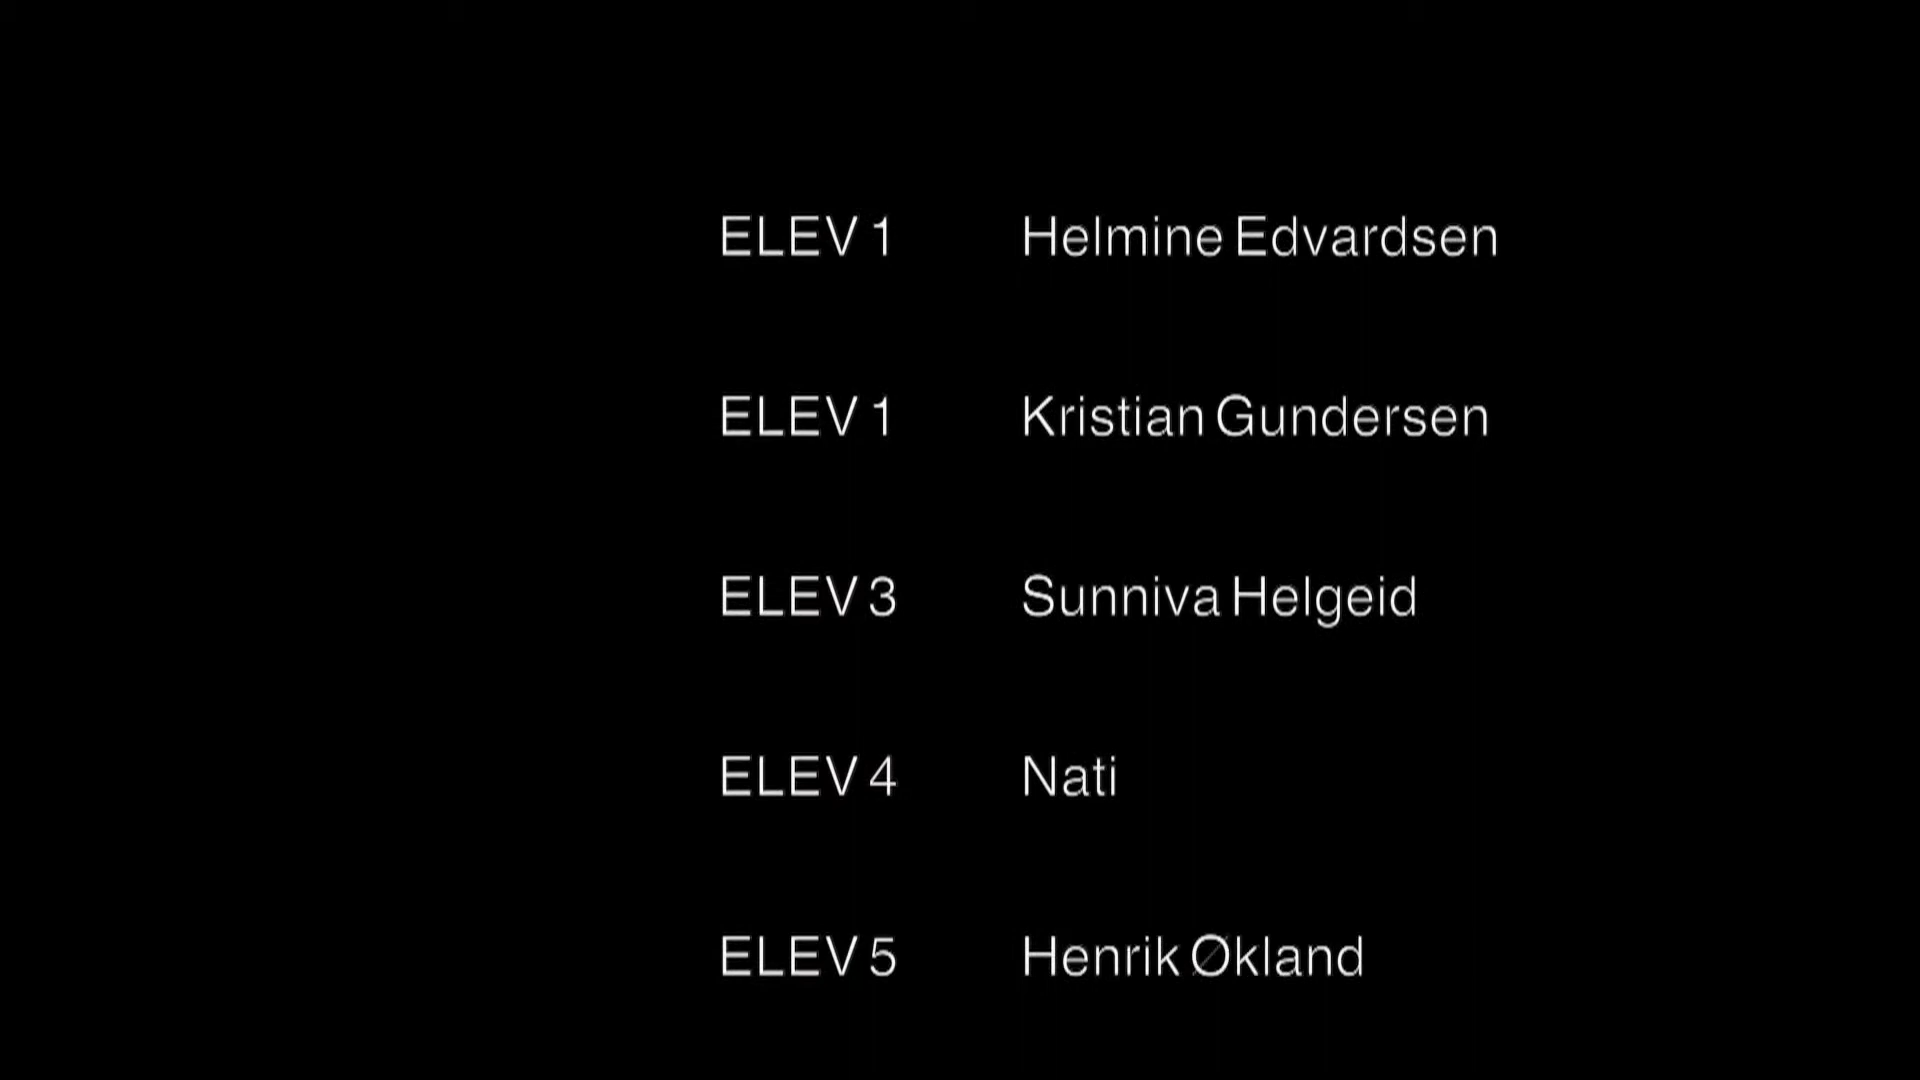 ELEV 1 Helmine Edvardsen
ELEV 1 Kristian Gundersen
ELEV 3 Sunniva Helgeid
ELEV 4 Nati
ELEV 5 Henrik Økland